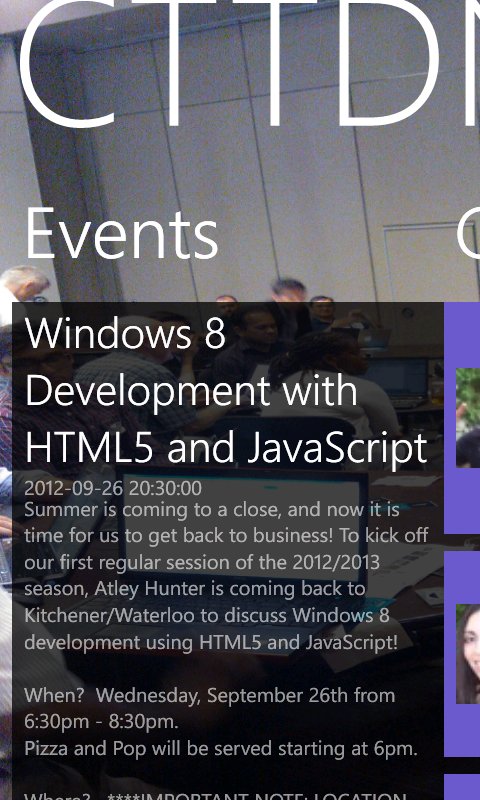 CTTDN
Events
Windows 8
Development with
HTML5 and JavaScript
2012-09-26 20:30:00
Summer is coming to a close, and now it is
time for us to get back to business! To kick off
our first regular session of the 2012/2013
season, Atley Hunter is coming back to
Kitchener/Waterloo to discuss Windows 8
development using HTML5 and JavaScript!
When?  Wednesday, September 26th from
6:30pm - 8:30pm.
Pizza and Pop will be served starting at 6pm.
Where?  ****IMPORTANT NOTE: LOCATION